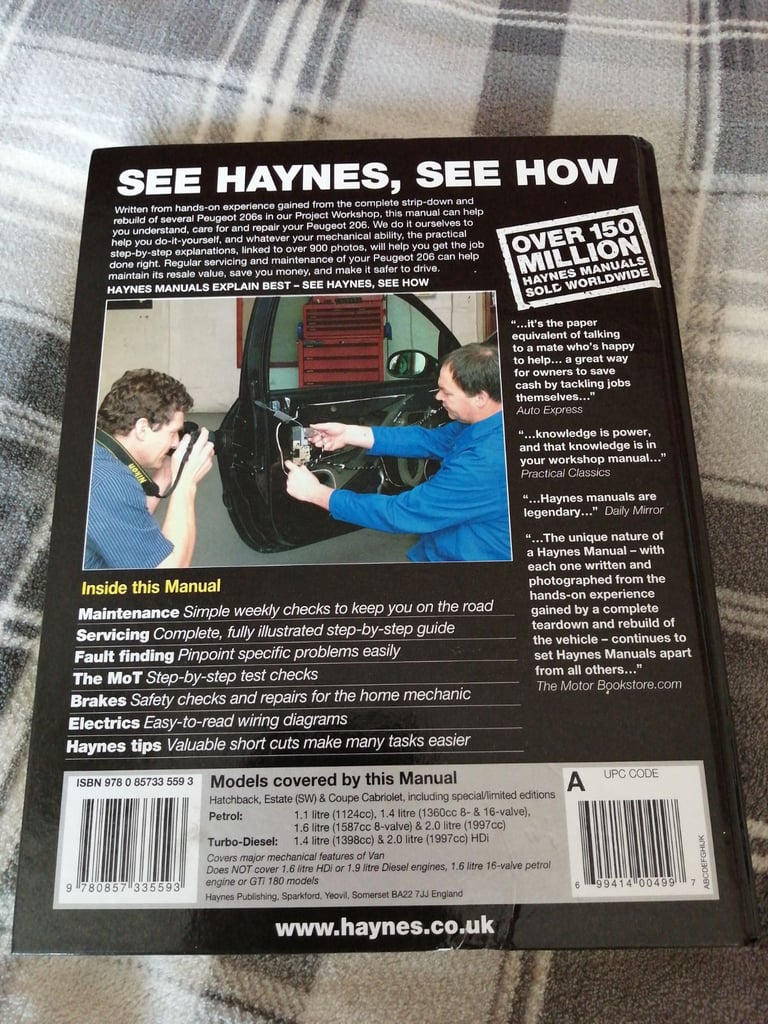 SEE HAYNES, SEE HOW
Written from hands-on experience gained from the complete strip-down and
rebuild of several Peugeot 206s in our Project Workshop, this manual can help
you understand, care for and repair your Peugeot 206. We do it ourselves to
help you do-it-yourself, and whatever your mechanical ability, the practical
step-by-step explanations, linked to over 900 photos, will help you get the job
done right. Regular servicing and maintenance of your Peugeot 206 can help
maintain its resale value, save you money, and make it safer to drive.
HAYNES MANUALS EXPLAIN BEST – SEE HAYNES, SEE HOW
OVER 150
MILLION
HAYNES MANUALS
SOLD WORLDWIDE
"...it's the paper
equivalent of talking
to a mate who's happy
to help... a great way
for owners to save
cash by tackling jobs
themselves..."
Auto Express
"...knowledge is power,
and that knowledge is in
your workshop manual..."
Practical Classics
"...Haynes manuals are
legendary..." Daily Mirror
"...The unique nature of
a Haynes Manual – with
each one written and
photographed from the
hands-on experience
gained by a complete
teardown and rebuild of
the vehicle – continues to
set Haynes Manuals apart
from all others..."
The Motor Bookstore.com
Nikon
Inside this Manual
Maintenance Simple weekly checks to keep you on the road
Servicing Complete, fully illustrated step-by-step guide
Fault finding Pinpoint specific problems easily
The MoT Step-by-step test checks
Brakes Safety checks and repairs for the home mechanic
Electrics Easy-to-read wiring diagrams
Haynes tips Valuable short cuts make many tasks easier
ISBN 978 0 85733 559 3
9 780857 335593
Models covered by this Manual
Hatchback, Estate (SW) & Coupe Cabriolet, including special/limited editions
Petrol: 1.1 litre (1124cc), 1.4 litre (1360cc 8- & 16-valve),
1.6 litre (1587cc 8-valve) & 2.0 litre (1997cc)
Turbo-Diesel: 1.4 litre (1398cc) & 2.0 litre (1997cc) HDi
Covers major mechanical features of Van
Does NOT cover 1.6 litre HDi or 1.9 litre Diesel engines, 1.6 litre 16-valve petrol
engine or GTi 180 models
Haynes Publishing, Sparkford, Yeovil, Somerset BA22 7JJ England
A
UPC CODE
6 99414 00499 7
ABCDEFGHIJK
www.haynes.co.uk